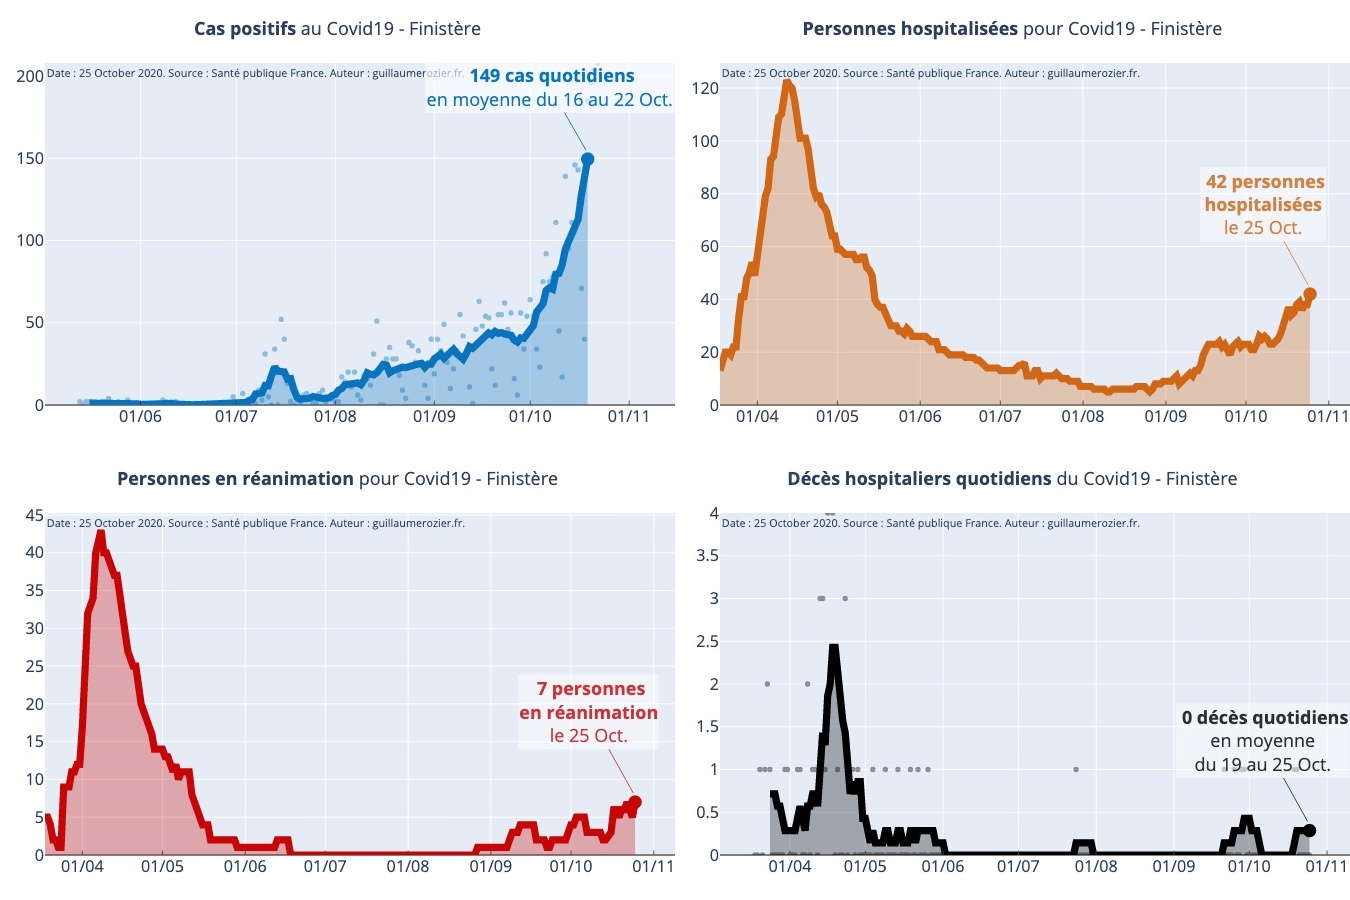 Cas positifs au Covid19 - Finistère
Date : 25 October 2020. Source : Santé publique France. Auteur : guillaumerozier.fr.
149 cas quotidiens
en moyenne du 16 au 22 Oct.
200
150
100
50
0
01/06 01/07 01/08 01/09 01/10 01/11
Personnes hospitalisées pour Covid19 - Finistère
Date : 25 October 2020. Source : Santé publique France. Auteur : guillaumerozier.fr.
120
100
80
60
40
20
0
42 personnes
hospitalisées
le 25 Oct.
01/04 01/05 01/06 01/07 01/08 01/09 01/10 01/11
Personnes en réanimation pour Covid19 - Finistère
45
Date : 25 October 2020. Source : Santé publique France. Auteur : guillaumerozier.fr.
40
35
30
25
20
15
10
5
0
7 personnes
en réanimation
le 25 Oct.
01/04 01/05 01/06 01/07 01/08 01/09 01/10 01/11
Décès hospitaliers quotidiens du Covid19 - Finistère
4
Date : 25 October 2020. Source : Santé publique France. Auteur : guillaumerozier.fr.
3.5
3
2.5
2
1.5
1
0.5
0
0 décès quotidiens
en moyenne
du 19 au 25 Oct.
01/04 01/05 01/06 01/07 01/08 01/09 01/10 01/11